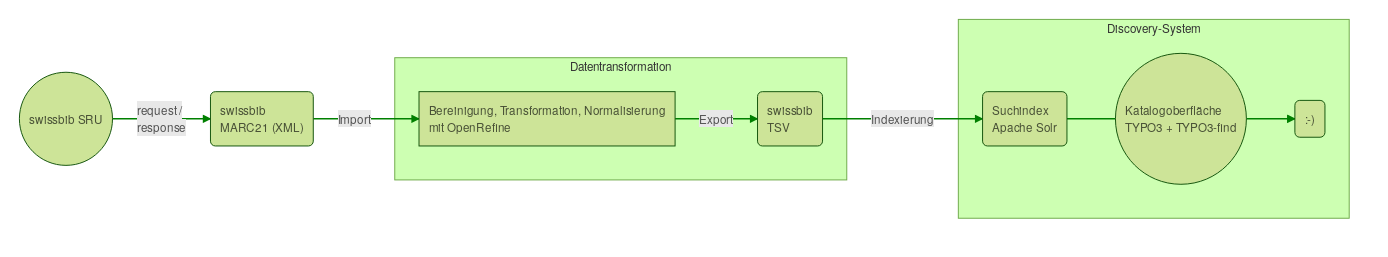 swissbib SRU
request /
response
swissbib
MARC21 (XML)
Import
Datentransformation
Bereinigung, Transformation, Normalisierung
mit OpenRefine
Export
swissbib
TSV
Indexierung
Discovery-System
Suchindex
Apache Solr
Katalogoberfläche
TYPO3 + TYPO3-find
:-)